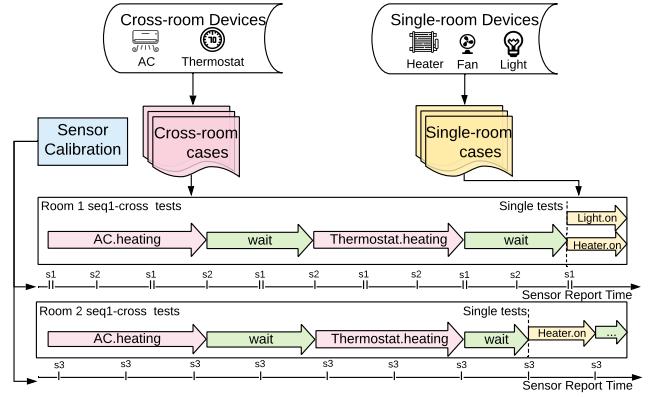 Cross-room Devices
AC
Thermostat
Single-room Devices
Heater
Fan
Light
Sensor
Calibration
Cross-room
cases
Single-room
cases
Room 1 seq1-cross tests
Single tests
AC.heating
wait
Thermostat.heating
wait
Light.on
Heater.on
s1 s2 s1 s2 s1 s2 s1 s2 s1 s2 s1
Sensor Report Time
Room 2 seq1-cross tests
Single tests
AC.heating
wait
Thermostat.heating
wait
Heater.on
...
s3 s3 s3 s3 s3 s3 s3 s3 s3
Sensor Report Time